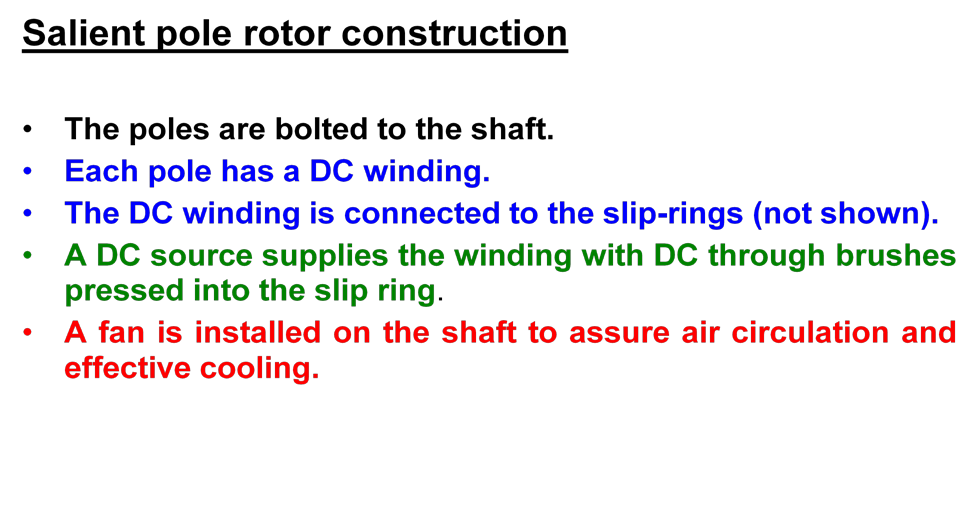 Salient pole rotor construction
• The poles are bolted to the shaft.
• Each pole has a DC winding.
• The DC winding is connected to the slip-rings (not shown).
• A DC source supplies the winding with DC through brushes
pressed into the slip ring.
• A fan is installed on the shaft to assure air circulation and
effective cooling.